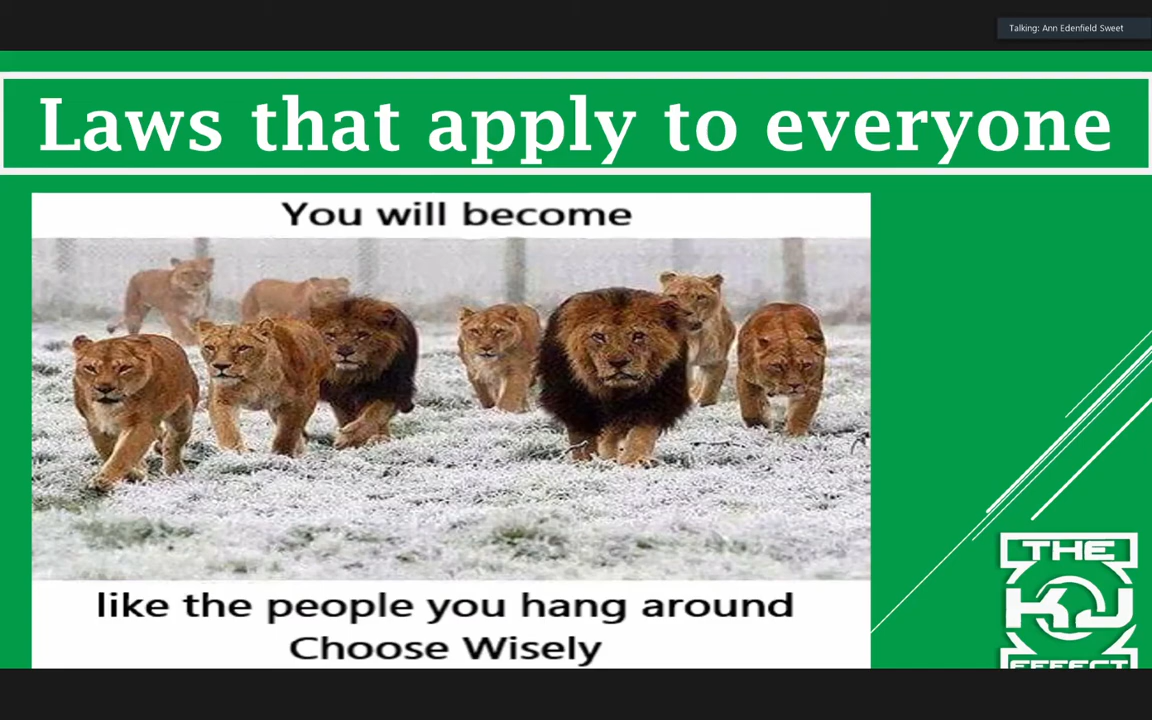 Talking: Ann Edenfield Sweet
Laws that apply to everyone
You will become
like the people you hang around
Choose Wisely
THE
KJ
EFFECT